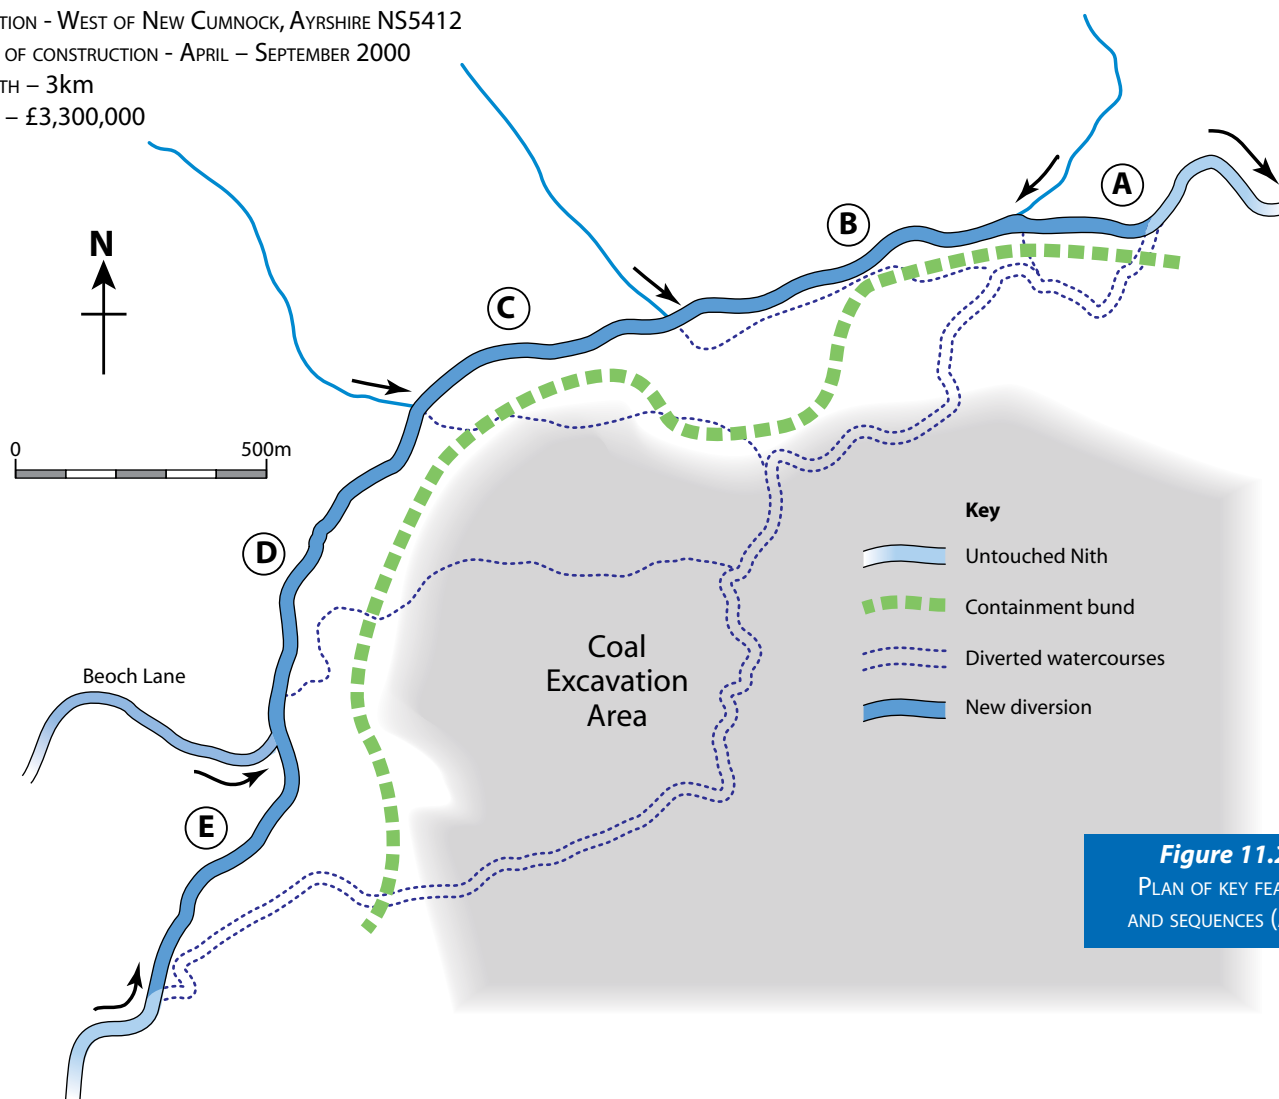 TION - WEST OF NEW CUMNOCK, AYRSHIRE NS5412
OF CONSTRUCTION - APRIL – SEPTEMBER 2000
TH – 3km
– £3,300,000
N
0 500m
A
B
C
D
E
Beoch Lane
Coal
Excavation
Area
Key
Untouched Nith
Containment bund
Diverted watercourses
New diversion
Figure 11.2
PLAN OF KEY FEA
AND SEQUENCES (